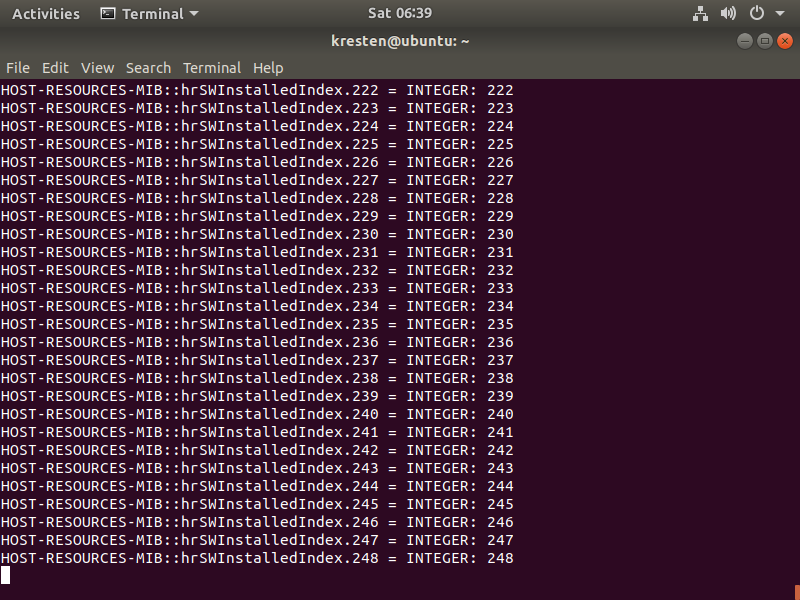 Activities Terminal Sat 06:39
kresten@ubuntu: ~
File Edit View Search Terminal Help
HOST-RESOURCES-MIB::hrSWInstalledIndex.222 = INTEGER: 222
HOST-RESOURCES-MIB::hrSWInstalledIndex.223 = INTEGER: 223
HOST-RESOURCES-MIB::hrSWInstalledIndex.224 = INTEGER: 224
HOST-RESOURCES-MIB::hrSWInstalledIndex.225 = INTEGER: 225
HOST-RESOURCES-MIB::hrSWInstalledIndex.226 = INTEGER: 226
HOST-RESOURCES-MIB::hrSWInstalledIndex.227 = INTEGER: 227
HOST-RESOURCES-MIB::hrSWInstalledIndex.228 = INTEGER: 228
HOST-RESOURCES-MIB::hrSWInstalledIndex.229 = INTEGER: 229
HOST-RESOURCES-MIB::hrSWInstalledIndex.230 = INTEGER: 230
HOST-RESOURCES-MIB::hrSWInstalledIndex.231 = INTEGER: 231
HOST-RESOURCES-MIB::hrSWInstalledIndex.232 = INTEGER: 232
HOST-RESOURCES-MIB::hrSWInstalledIndex.233 = INTEGER: 233
HOST-RESOURCES-MIB::hrSWInstalledIndex.234 = INTEGER: 234
HOST-RESOURCES-MIB::hrSWInstalledIndex.235 = INTEGER: 235
HOST-RESOURCES-MIB::hrSWInstalledIndex.236 = INTEGER: 236
HOST-RESOURCES-MIB::hrSWInstalledIndex.237 = INTEGER: 237
HOST-RESOURCES-MIB::hrSWInstalledIndex.238 = INTEGER: 238
HOST-RESOURCES-MIB::hrSWInstalledIndex.239 = INTEGER: 239
HOST-RESOURCES-MIB::hrSWInstalledIndex.240 = INTEGER: 240
HOST-RESOURCES-MIB::hrSWInstalledIndex.241 = INTEGER: 241
HOST-RESOURCES-MIB::hrSWInstalledIndex.242 = INTEGER: 242
HOST-RESOURCES-MIB::hrSWInstalledIndex.243 = INTEGER: 243
HOST-RESOURCES-MIB::hrSWInstalledIndex.244 = INTEGER: 244
HOST-RESOURCES-MIB::hrSWInstalledIndex.245 = INTEGER: 245
HOST-RESOURCES-MIB::hrSWInstalledIndex.246 = INTEGER: 246
HOST-RESOURCES-MIB::hrSWInstalledIndex.247 = INTEGER: 247
HOST-RESOURCES-MIB::hrSWInstalledIndex.248 = INTEGER: 248